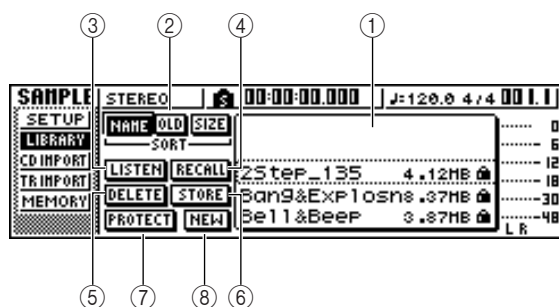 ③ ② ④ ①
SAMPLE STEREO S 00:00:00.000 ♩=120.0 4/4 001.1
SETUP NAME OLD SIZE 0
LIBRARY SORT 6
CD IMPORT LISTEN RECALL 12
TR IMPORT 2Step_135 4.12MB 18
MEMORY DELETE STORE Bang&Explosn 8.37MB 30
PROTECT NEW Bell&Beep 3.87MB 48
L R
⑤ ⑦ ⑧ ⑥